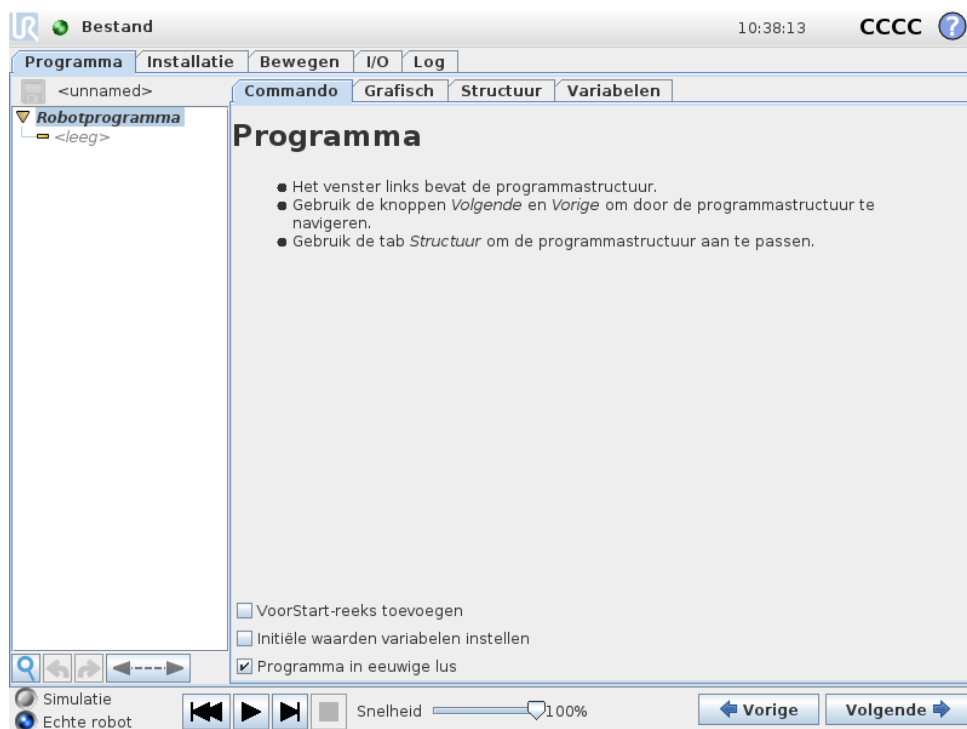 UR Bestand 10:38:13 CCCC ?
Programma Installatie Bewegen I/O Log
<unnamed> Commando Grafisch Structuur Variabelen
Robotprogramma
<leeg>
Programma
Het venster links bevat de programmastructuur.
Gebruik de knoppen Volgende en Vorige om door de programmastructuur te
navigeren.
Gebruik de tab Structuur om de programmastructuur aan te passen.
VoorStart-reeks toevoegen
Initiële waarden variabelen instellen
Programma in eeuwige lus
Simulatie
Echte robot
Snelheid 100%
Vorige Volgende